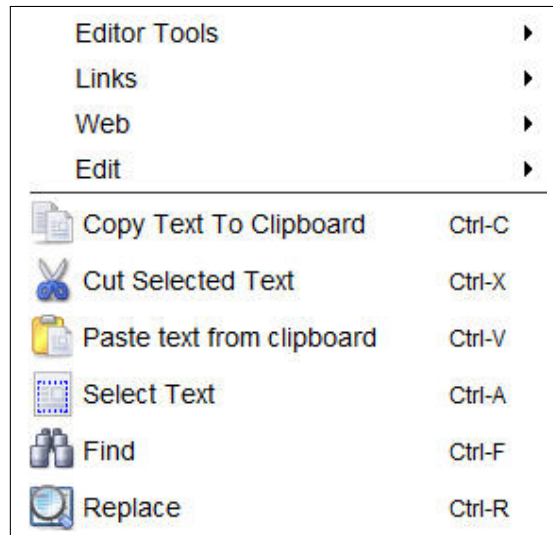 Editor Tools
Links
Web
Edit
Copy Text To Clipboard Ctrl-C
Cut Selected Text Ctrl-X
Paste text from clipboard Ctrl-V
Select Text Ctrl-A
Find Ctrl-F
Replace Ctrl-R